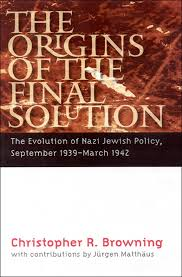 THE
ORIGINS
OF THE
FINAL
SOLUTION
The Evolution of Nazi Jewish Policy,
September 1939–March 1942
Christopher R. Browning
with contributions by Jürgen Matthäus